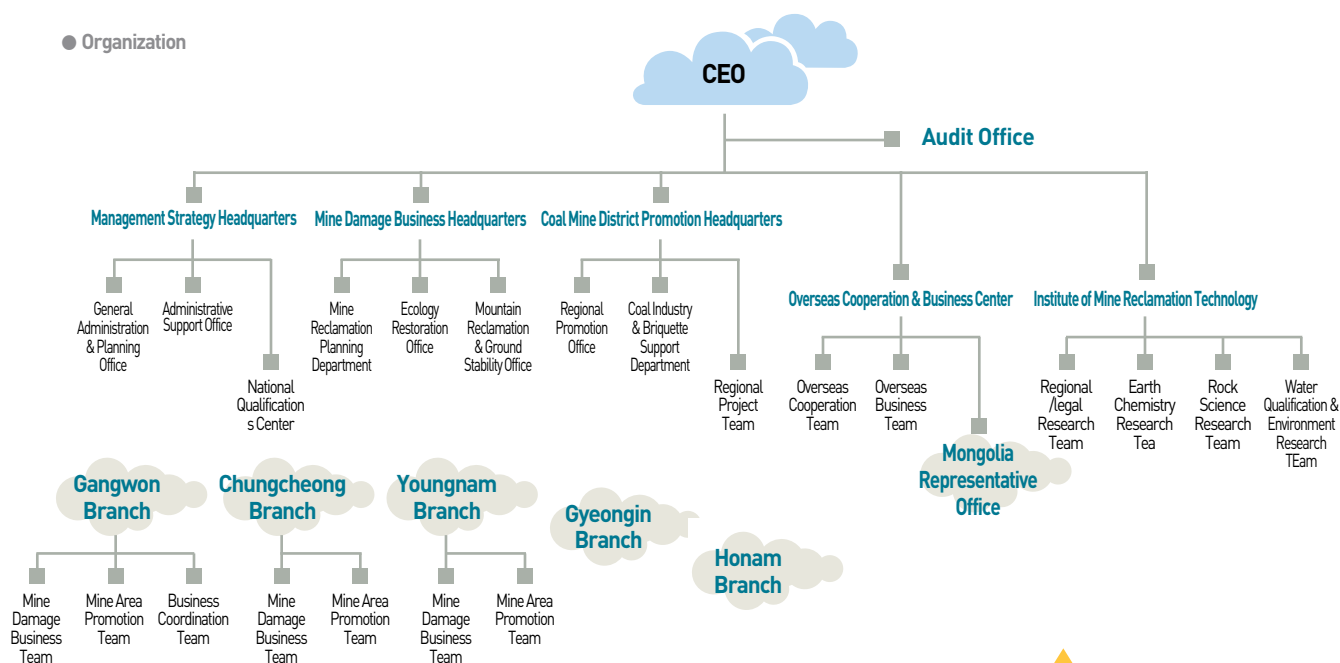 Organization
CEO
Audit Office
Management Strategy Headquarters
Mine Damage Business Headquarters
Coal Mine District Promotion Headquarters
Overseas Cooperation & Business Center
Institute of Mine Reclamation Technology
General
Administration
& Planning
Office
Administrative
Support Office
National
Qualification
s Center
Mine
Reclamation
Planning
Department
Ecology
Restoration
Office
Mountain
Reclamation
& Ground
Stability Office
Regional
Promotion
Office
Coal Industry
& Briquette
Support
Department
Regional
Project
Team
Overseas
Cooperation
Team
Overseas
Business
Team
Mongolia
Representative
Office
Regional
/legal
Research
Team
Earth
Chemistry
Research
Tea
Rock
Science
Research
Team
Water
Qualification &
Environment
Research
TEam
Gangwon
Branch
Chungcheong
Branch
Youngnam
Branch
Gyeongin
Branch
Honam
Branch
Mine
Damage
Business
Team
Mine Area
Promotion
Team
Business
Coordination
Team
Mine
Damage
Business
Team
Mine Area
Promotion
Team
Mine
Damage
Business
Team
Mine Area
Promotion
Team